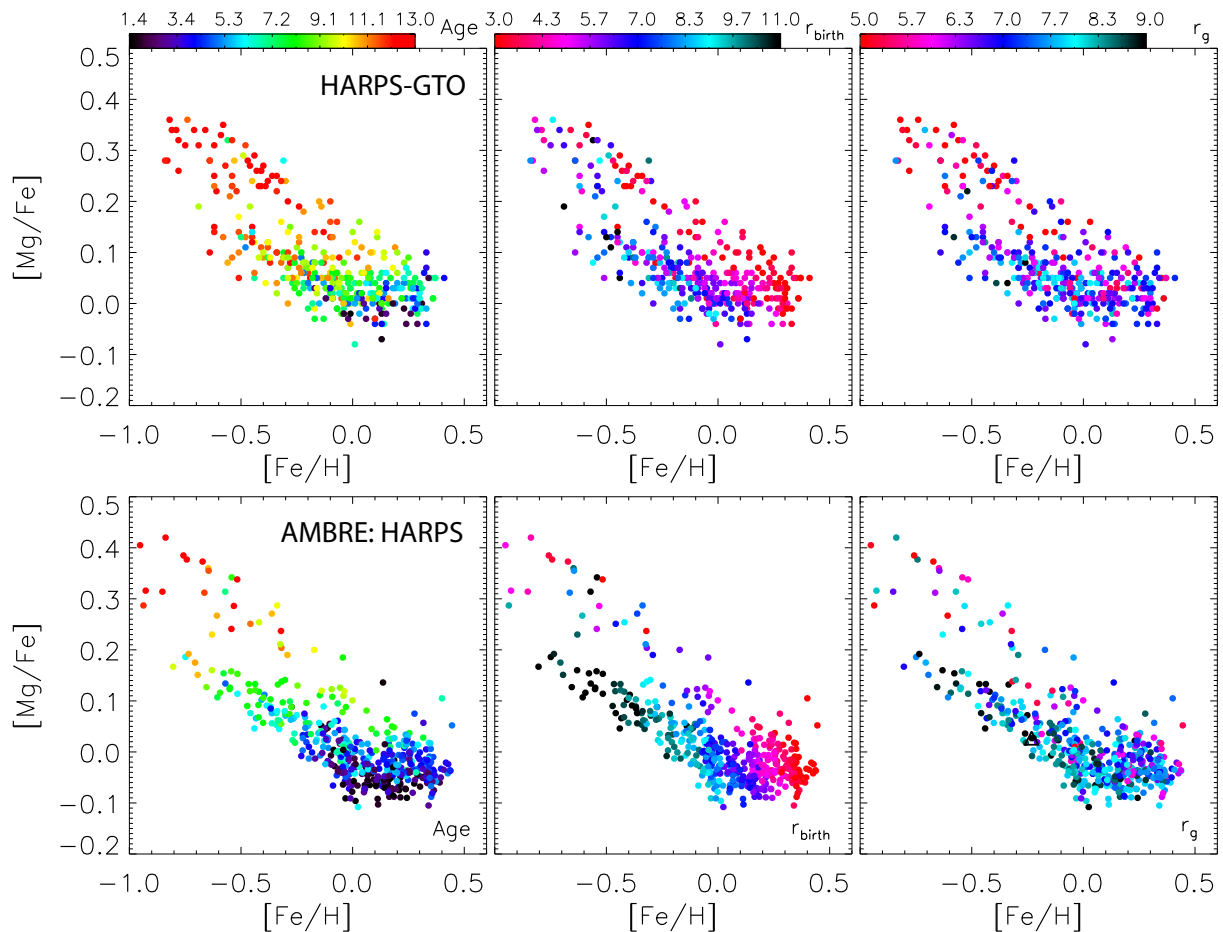 1.4 3.4 5.3 7.2 9.1 11.1 13.0
Age
3.0 4.3 5.7 7.0 8.3 9.7 11.0
r_birth
5.0 5.7 6.3 7.0 7.7 8.3 9.0
r_g
HARPS-GTO
0.5
0.4
0.3
0.2
0.1
0.0
−0.1
−0.2
[Mg/Fe]
−1.0 −0.5 0.0 0.5
−0.5 0.0 0.5
−0.5 0.0 0.5
[Fe/H] [Fe/H] [Fe/H]
AMBRE: HARPS
0.5
0.4
0.3
0.2
0.1
0.0
−0.1
−0.2
[Mg/Fe]
Age
r_birth
r_g
−1.0 −0.5 0.0 0.5
−0.5 0.0 0.5
−0.5 0.0 0.5
[Fe/H] [Fe/H] [Fe/H]